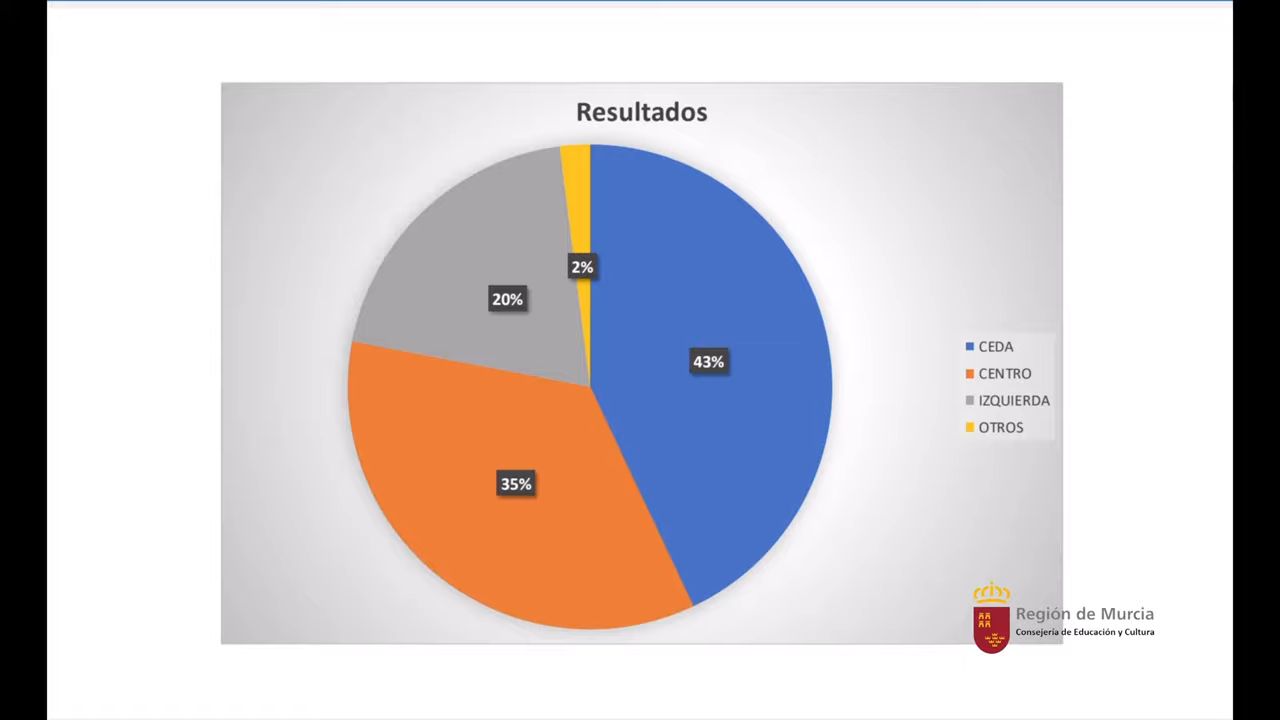 Resultados
2%
20%
43%
35%
CEDA
CENTRO
IZQUIERDA
OTROS
Región de Murcia
Consejería de Educación y Cultura